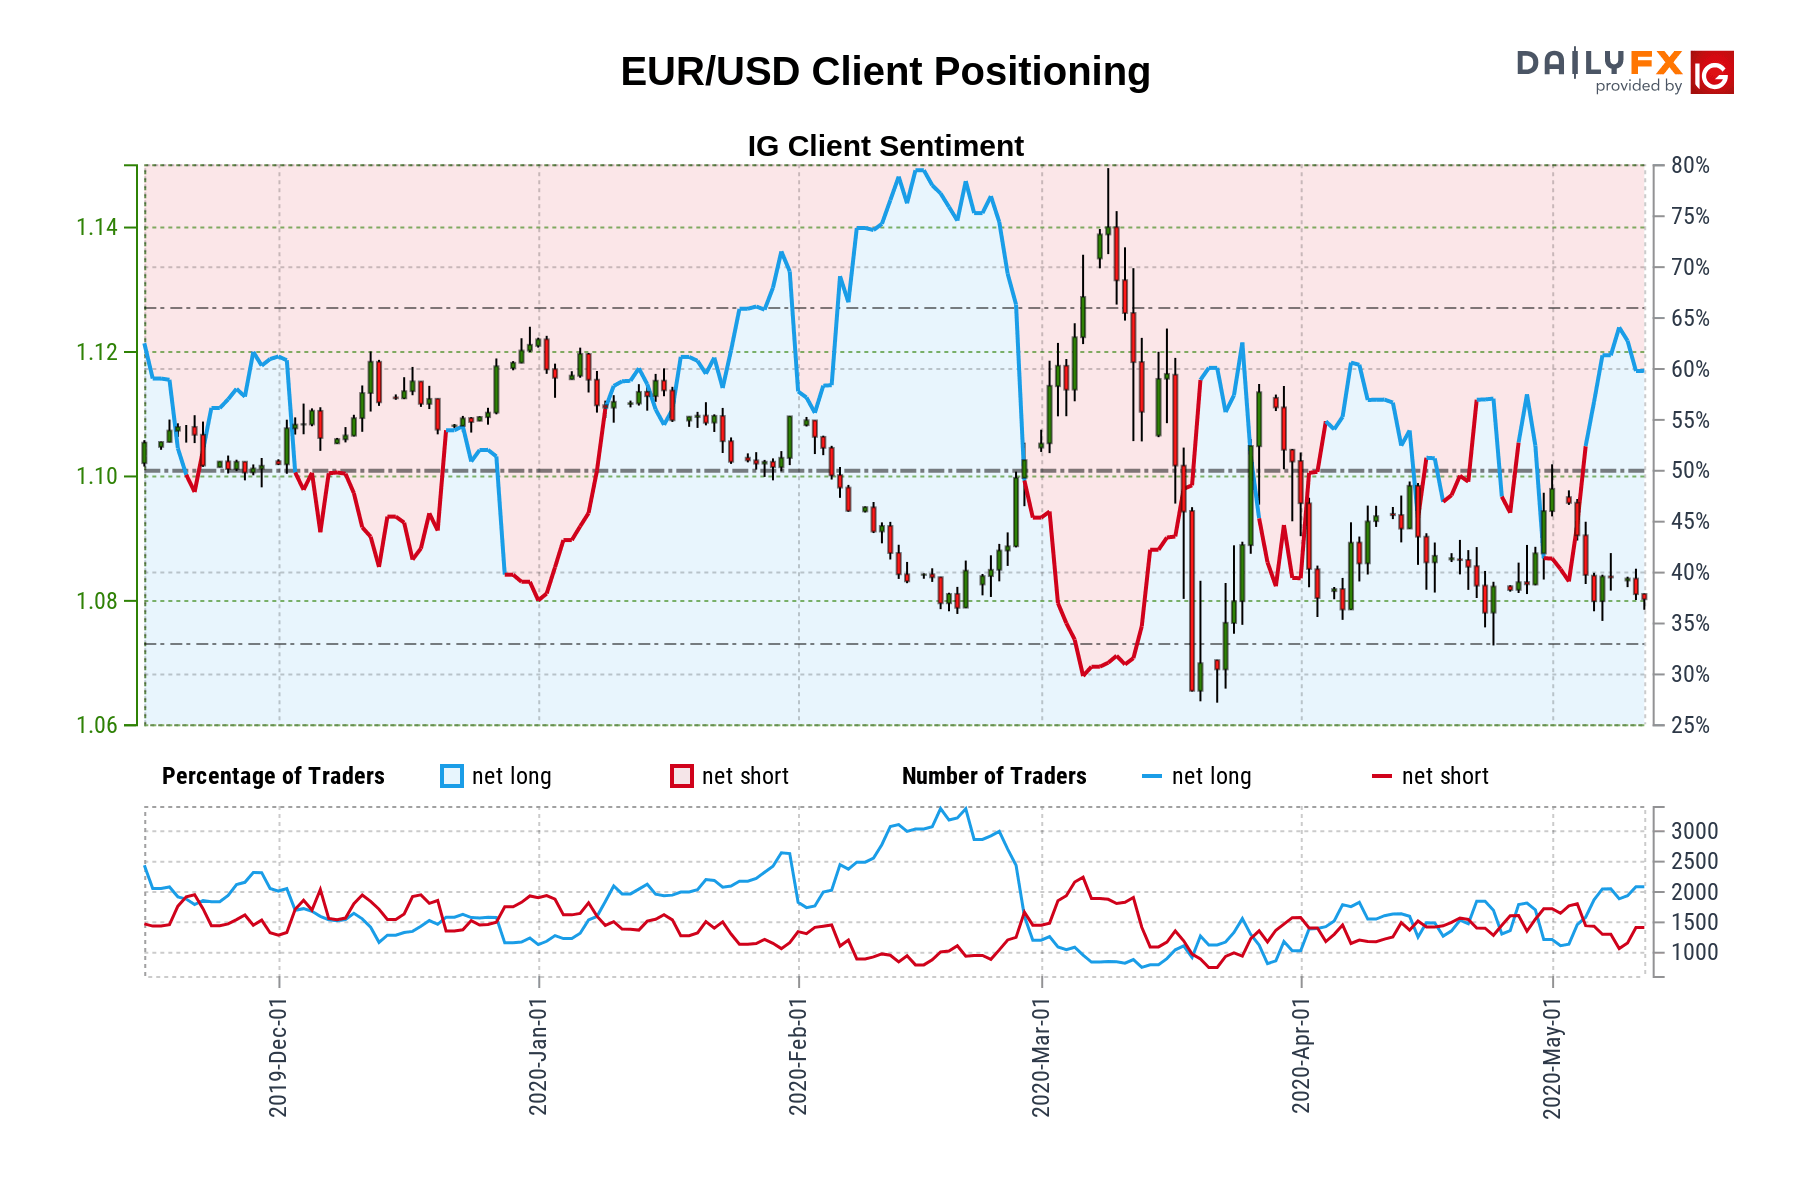 EUR/USD Client Positioning
DAILYFX
provided by IG
IG Client Sentiment
1.14
1.12
1.10
1.08
1.06
80%
75%
70%
65%
60%
55%
50%
45%
40%
35%
30%
25%
Percentage of Traders net long net short Number of Traders net long net short
3000
2500
2000
1500
1000
2019-Dec-01
2020-Jan-01
2020-Feb-01
2020-Mar-01
2020-Apr-01
2020-May-01